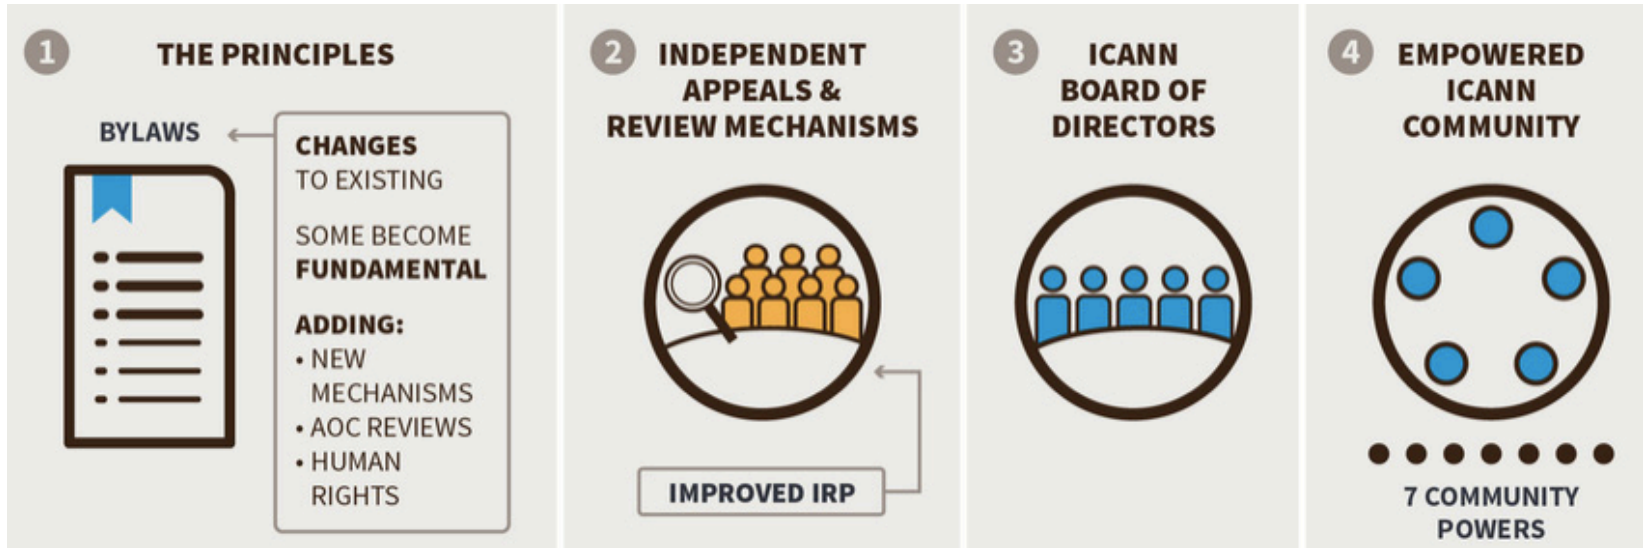 1
THE PRINCIPLES
BYLAWS
CHANGES
TO EXISTING
SOME BECOME
FUNDAMENTAL
ADDING:
• NEW
MECHANISMS
• AOC REVIEWS
• HUMAN
RIGHTS
2
INDEPENDENT
APPEALS &
REVIEW MECHANISMS
IMPROVED IRP
3
ICANN
BOARD OF
DIRECTORS
4
EMPOWERED
ICANN
COMMUNITY
7 COMMUNITY
POWERS